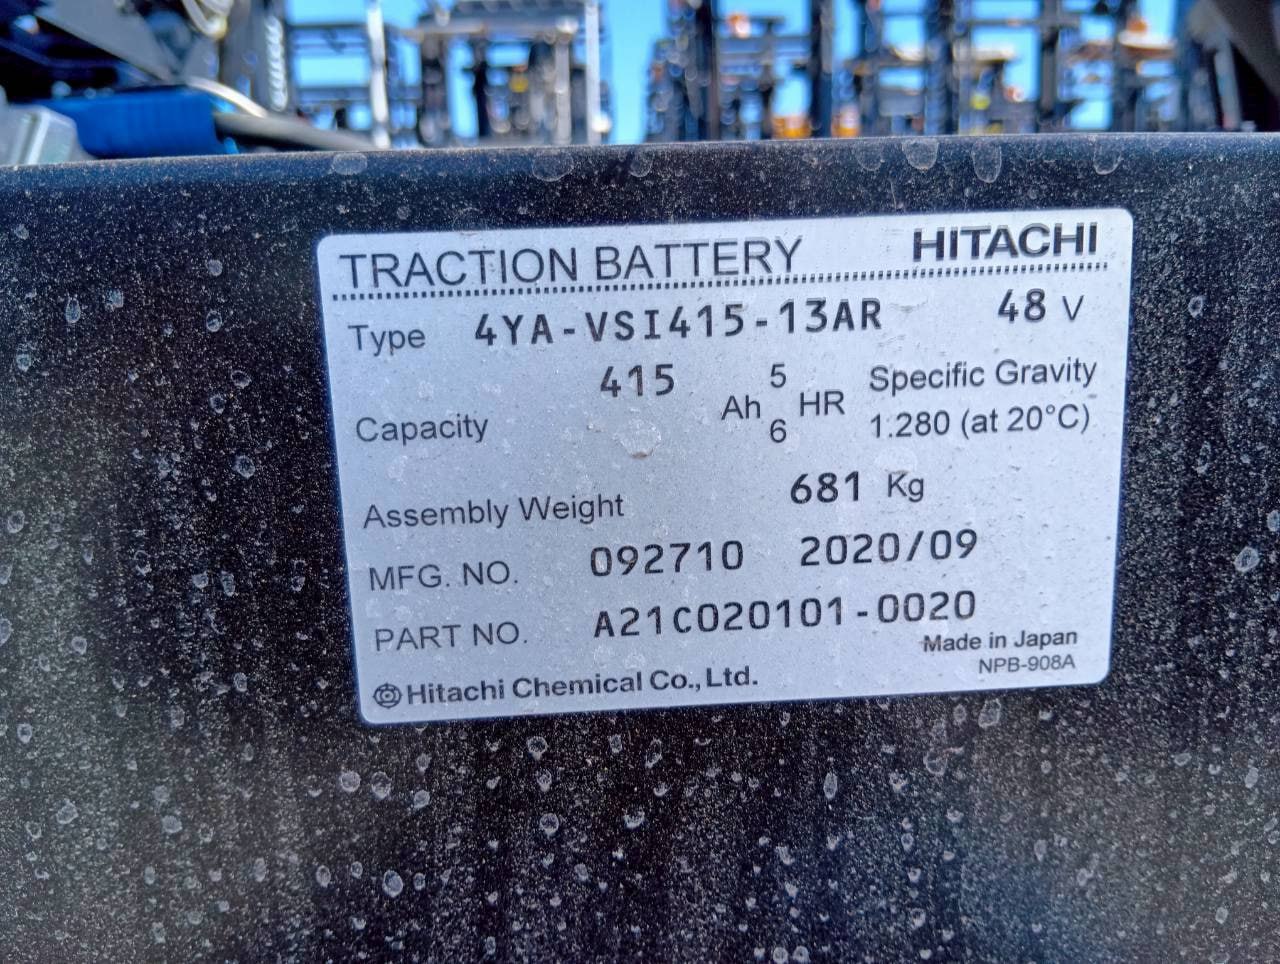 TRACTION BATTERY HITACHI
Type 4YA-VSI415-13AR 48 V
Capacity 415 Ah 5 HR Specific Gravity
6 1.280 (at 20°C)
Assembly Weight 681 Kg
MFG. NO. 092710 2020/09
PART NO. A21C020101-0020
Made in Japan
Hitachi Chemical Co., Ltd. NPB-908A